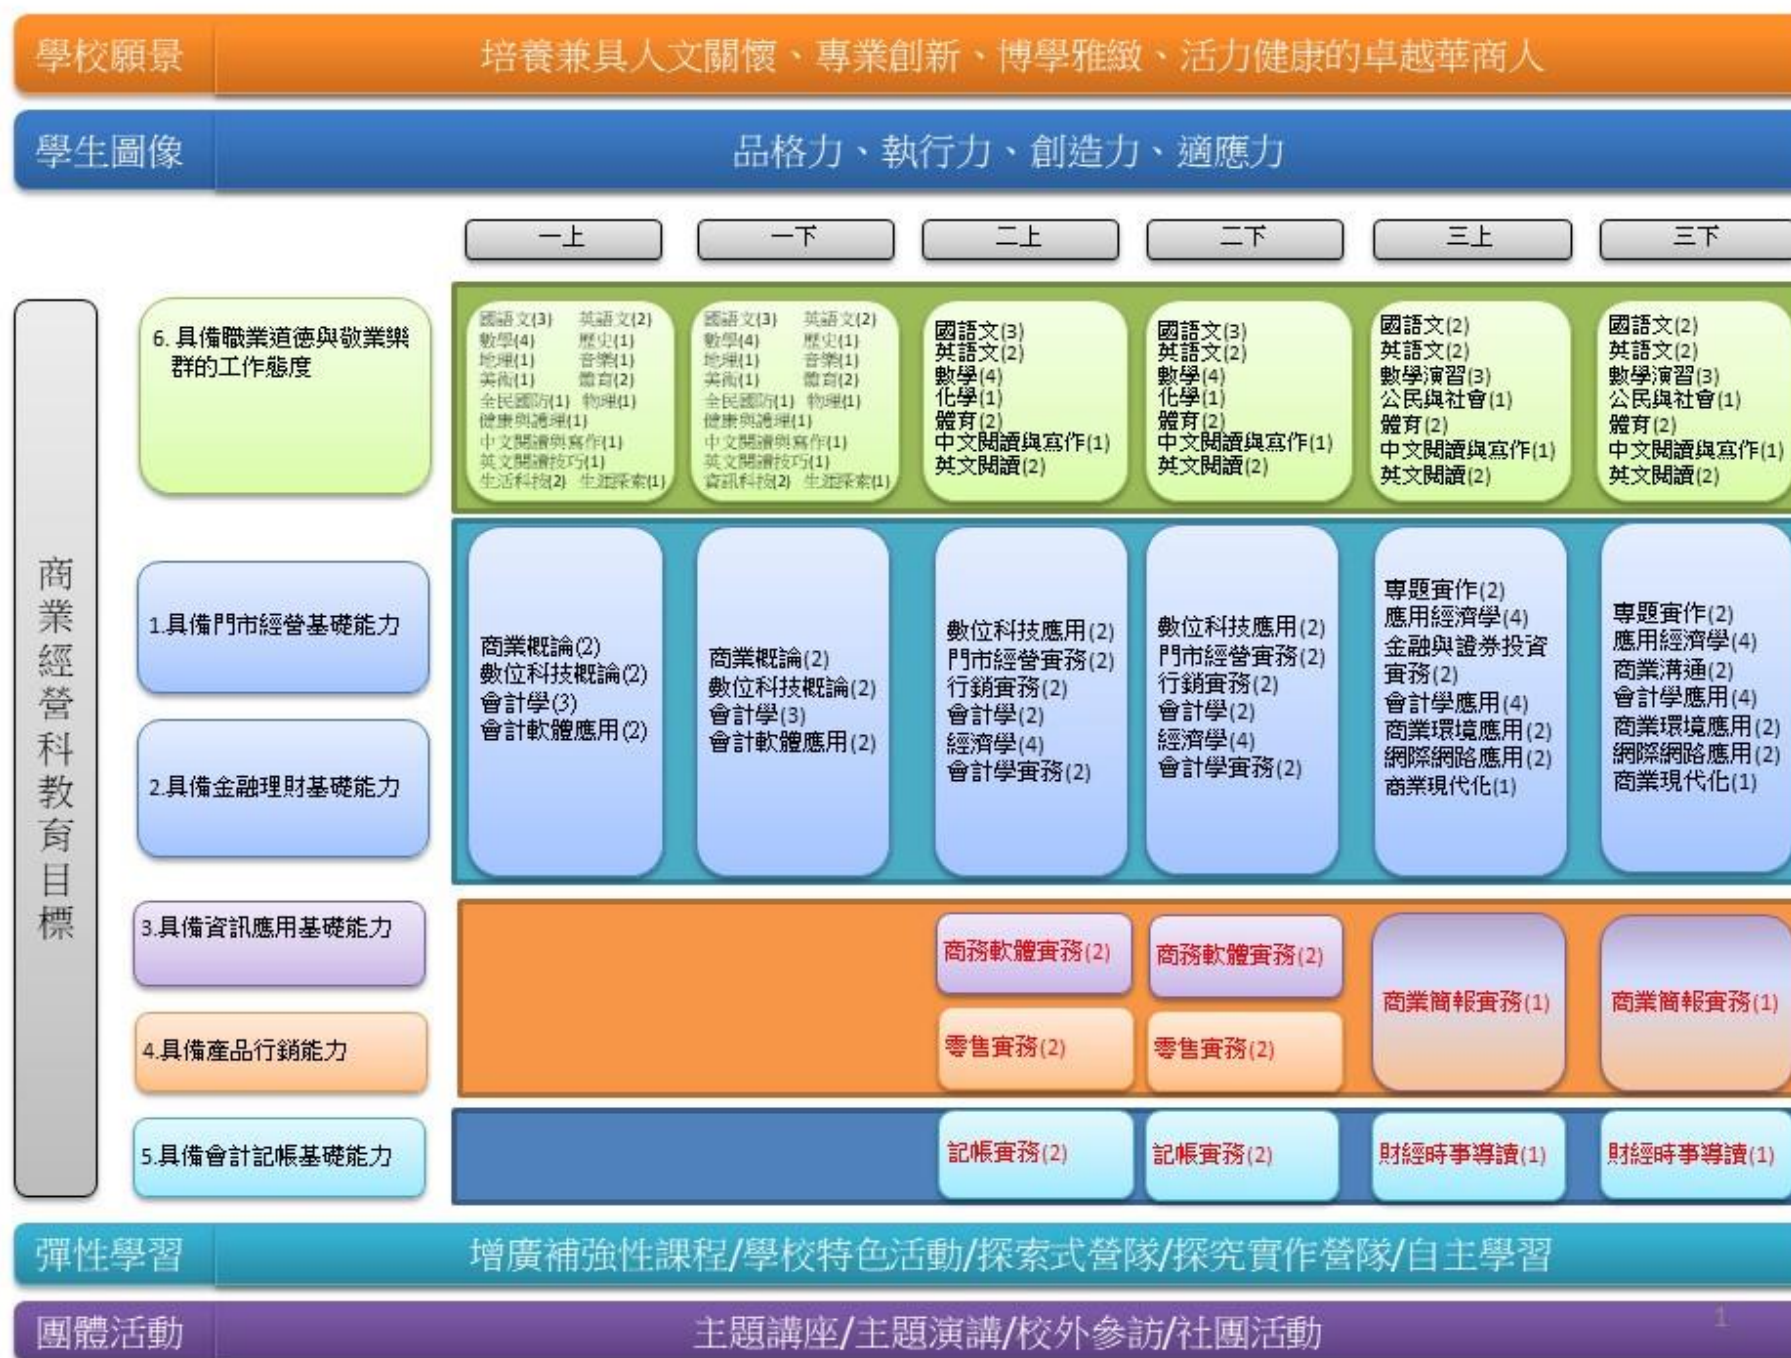 學校願景
培養兼具人文關懷、專業創新、博學雅緻、活力健康的卓越華商人
學生圖像
品格力、執行力、創造力、適應力
一上
一下
二上
二下
三上
三下
商業經營科教育目標
6.具備職業道德與敬業樂
群的工作態度
國語文(3) 英語文(2)
數學(4) 歷史(1)
地理(1) 音樂(1)
美術(1) 體育(2)
全民國防(1) 物理(1)
健康與護理(1)
中文閱讀與寫作(1)
英文閱讀技巧(1)
生活科技(2) 生涯探索(1)
國語文(3) 英語文(2)
數學(4) 歷史(1)
地理(1) 音樂(1)
美術(1) 體育(2)
全民國防(1) 物理(1)
健康與護理(1)
中文閱讀與寫作(1)
英文閱讀技巧(1)
資訊科技(2) 生涯探索(1)
國語文(3)
英語文(2)
數學(4)
化學(1)
體育(2)
中文閱讀與寫作(1)
英文閱讀(2)
國語文(3)
英語文(2)
數學(4)
化學(1)
體育(2)
中文閱讀與寫作(1)
英文閱讀(2)
國語文(2)
英語文(2)
數學演習(3)
公民與社會(1)
體育(2)
中文閱讀與寫作(1)
英文閱讀(2)
國語文(2)
英語文(2)
數學演習(3)
公民與社會(1)
體育(2)
中文閱讀與寫作(1)
英文閱讀(2)
1.具備門市經營基礎能力
2.具備金融理財基礎能力
商業概論(2)
數位科技概論(2)
會計學(3)
會計軟體應用(2)
商業概論(2)
數位科技概論(2)
會計學(3)
會計軟體應用(2)
數位科技應用(2)
門市經營實務(2)
行銷實務(2)
會計學(2)
經濟學(4)
會計學實務(2)
數位科技應用(2)
門市經營實務(2)
行銷實務(2)
會計學(2)
經濟學(4)
會計學實務(2)
專題實作(2)
應用經濟學(4)
金融與證券投資
實務(2)
會計學應用(4)
商業環境應用(2)
網際網路應用(2)
商業現代化(1)
專題實作(2)
應用經濟學(4)
商業溝通(2)
會計學應用(4)
商業環境應用(2)
網際網路應用(2)
商業現代化(1)
3.具備資訊應用基礎能力
商務軟體實務(2)
商務軟體實務(2)
商業簡報實務(1)
商業簡報實務(1)
4.具備產品行銷能力
零售實務(2)
零售實務(2)
5.具備會計記帳基礎能力
記帳實務(2)
記帳實務(2)
財經時事導讀(1)
財經時事導讀(1)
彈性學習
增廣補強性課程/學校特色活動/探索式營隊/探究實作營隊/自主學習
團體活動
主題講座/主題演講/校外參訪/社團活動
1